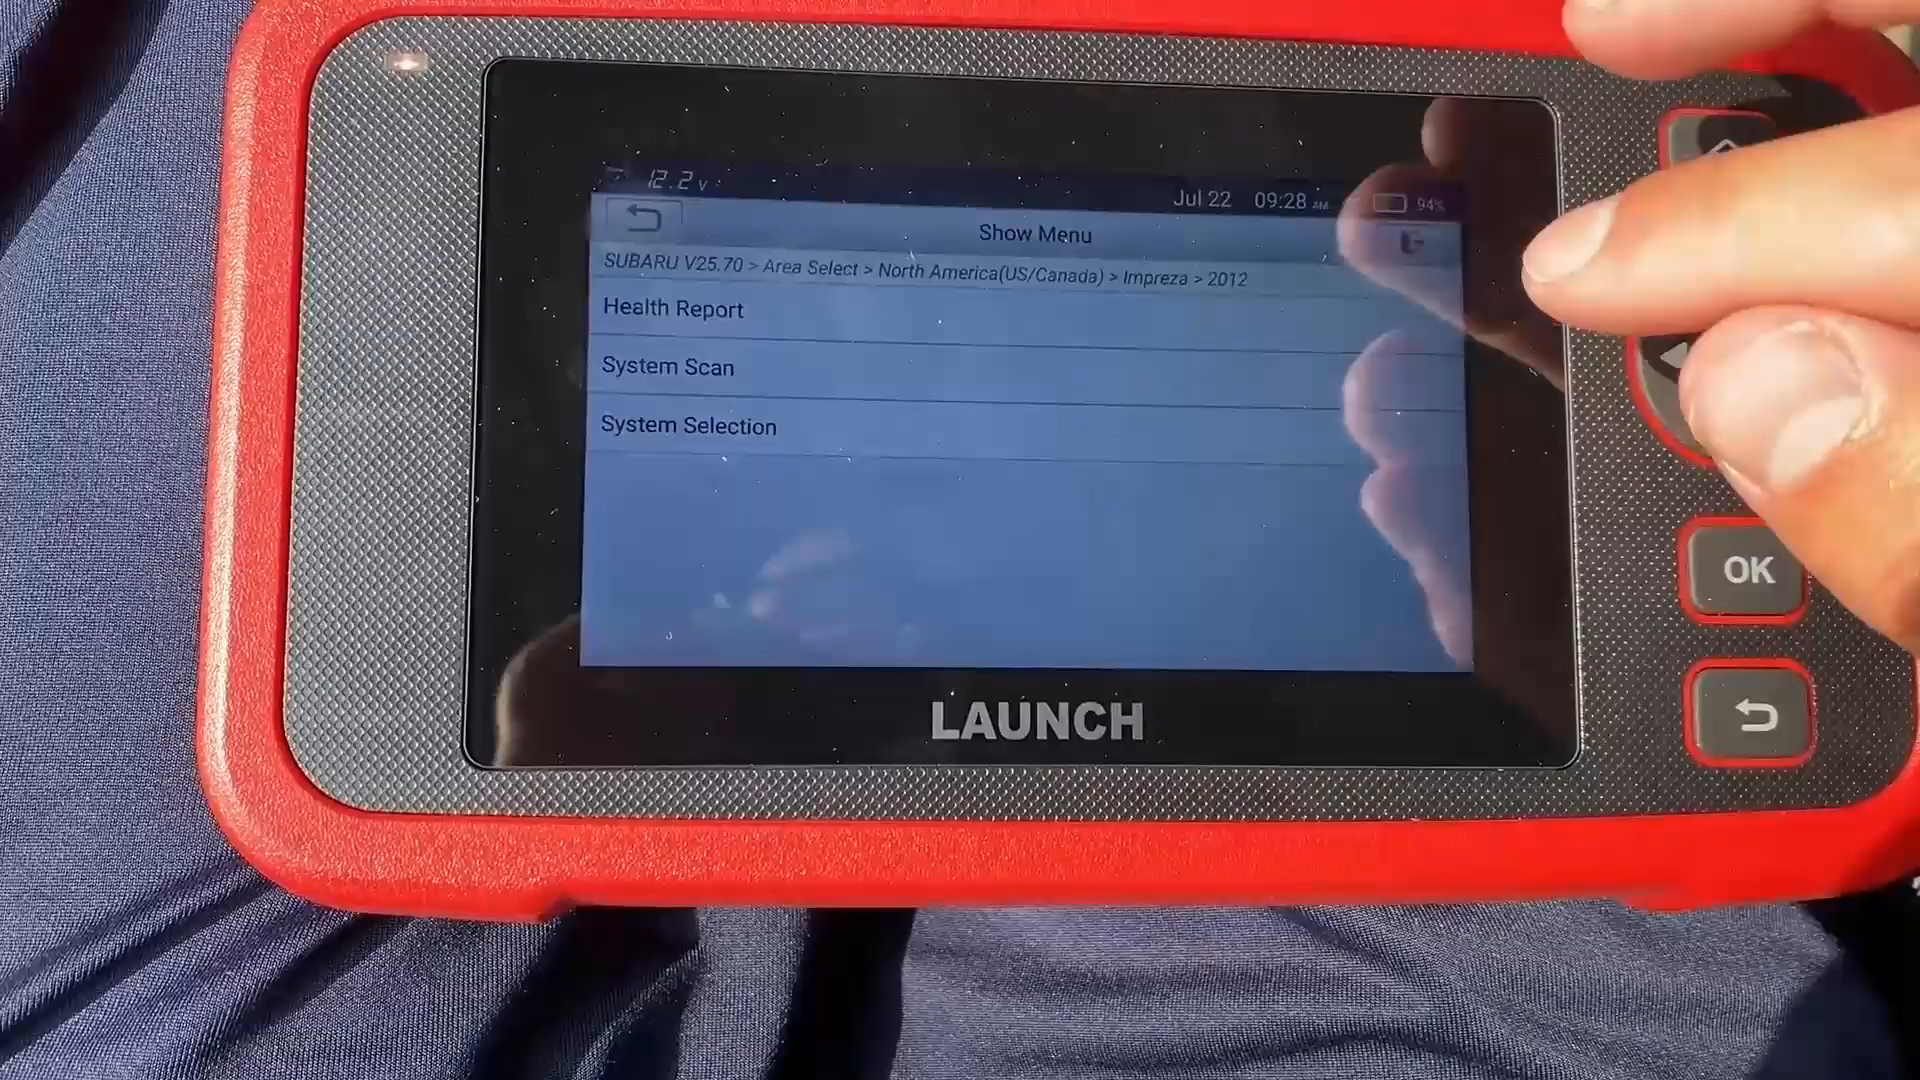 12.2 V
Jul 22 09:28 AM 94%
Show Menu
SUBARU V25.70 > Area Select > North America(US/Canada) > Impreza > 2012
Health Report
System Scan
System Selection
OK
LAUNCH